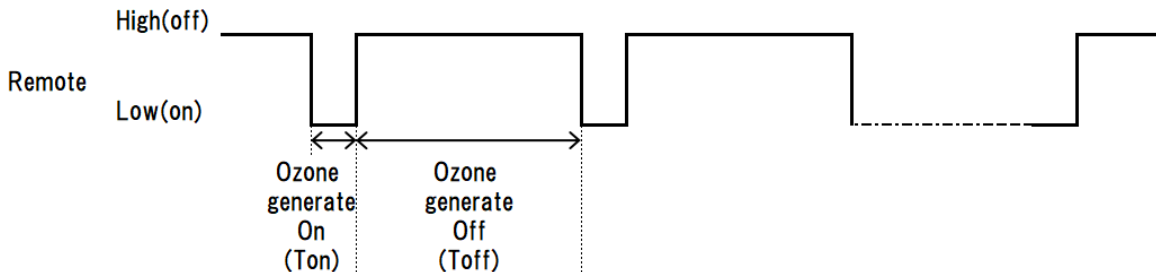 High(off)
Remote
Low(on)
Ozone
generate
On
(Ton)
Ozone
generate
Off
(Toff)